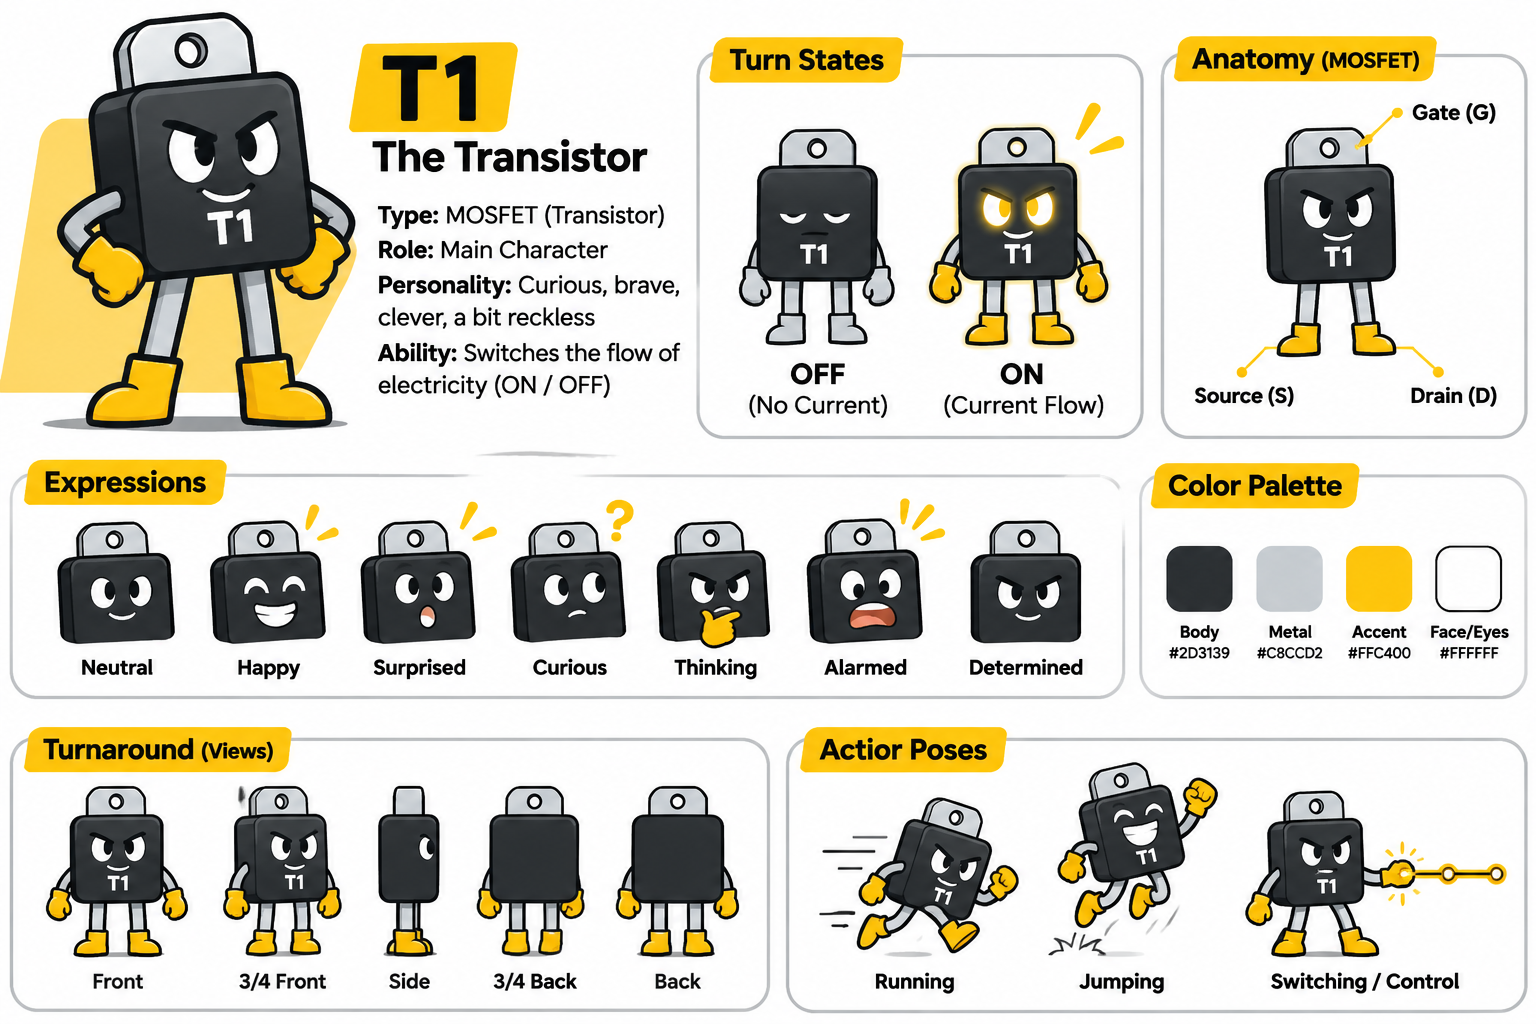 T1
The Transistor
Type: MOSFET (Transistor)
Role: Main Character
Personality: Curious, brave,
clever, a bit reckless
Ability: Switches the flow of
electricity (ON / OFF)
T1
Turn States
T1
T1
OFF
(No Current)
ON
(Current Flow)
Anatomy (MOSFET)
Gate (G)
T1
Source (S)
Drain (D)
Expressions
?
Neutral
Happy
Surprised
Curious
Thinking
Alarmed
Determined
Color Palette
Body
#2D3139
Metal
#C8CCD2
Accent
#FFC400
Face/Eyes
#FFFFFF
Turnaround (Views)
T1
T1
Front
3/4 Front
Side
3/4 Back
Back
Actior Poses
T1
T1
T1
Running
Jumping
Switching / Control